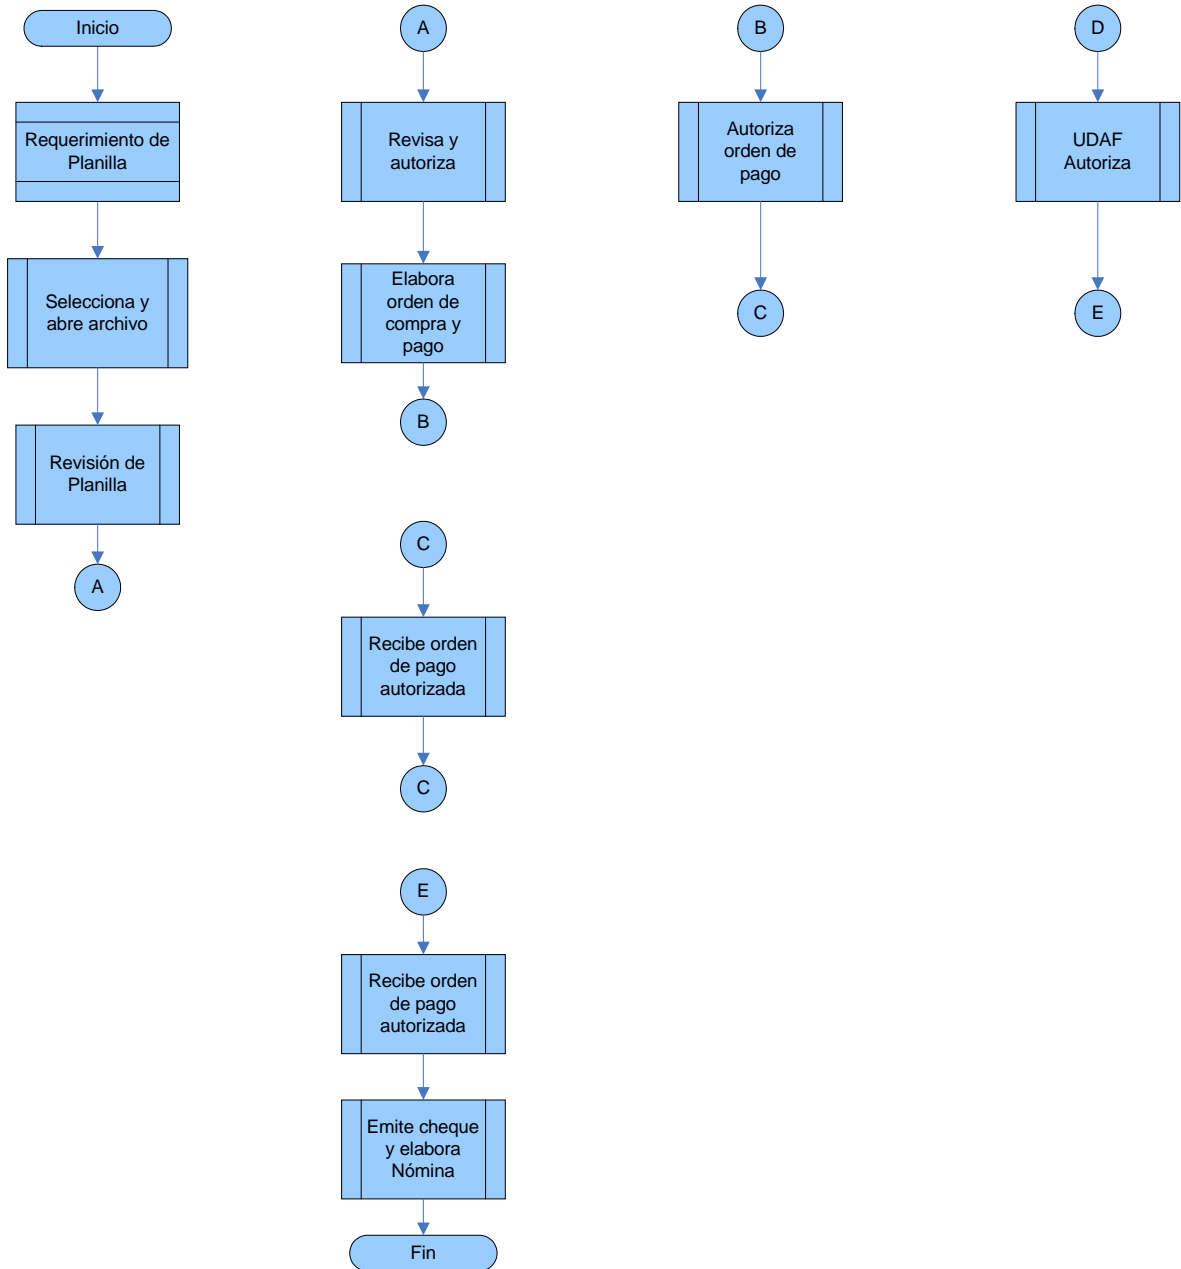 Inicio
Requerimiento de
Planilla
Selecciona y
abre archivo
Revisión de
Planilla
A
A
Revisa y
autoriza
Elabora
orden de
compra y
pago
B
C
Recibe orden
de pago
autorizada
C
E
Recibe orden
de pago
autorizada
Emite cheque
y elabora
Nómina
Fin
B
Autoriza
orden de
pago
C
D
UDAF
Autoriza
E